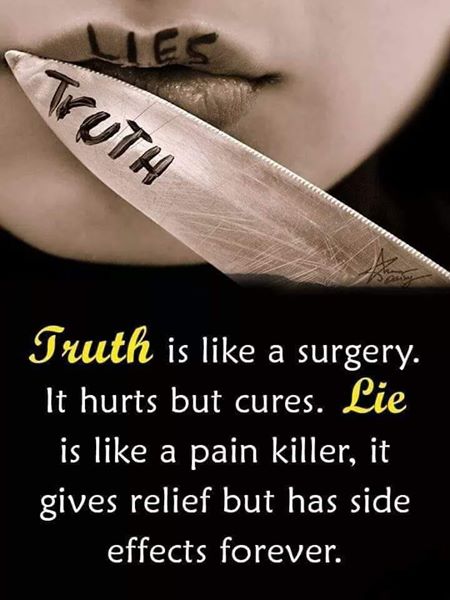 LIES
TRUTH
Truth is like a surgery.
It hurts but cures. Lie
is like a pain killer, it
gives relief but has side
effects forever.